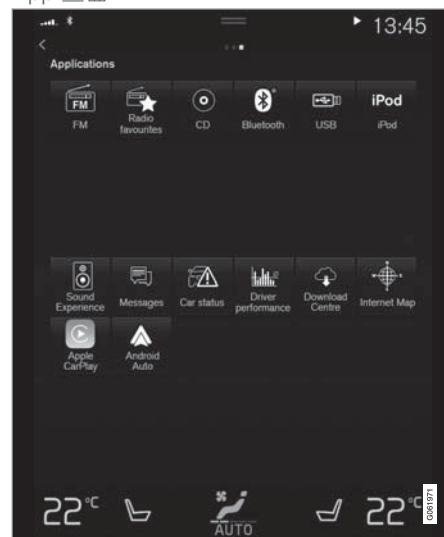 13:45
Applications
FM
iPod
FM
Radio favourites
CD
Bluetooth
USB
iPod
Sound Experience
Messages
Car status
Driver performance
Download Centre
Internet Map
Apple CarPlay
Android Auto
22°C
AUTO
22°C
G061971